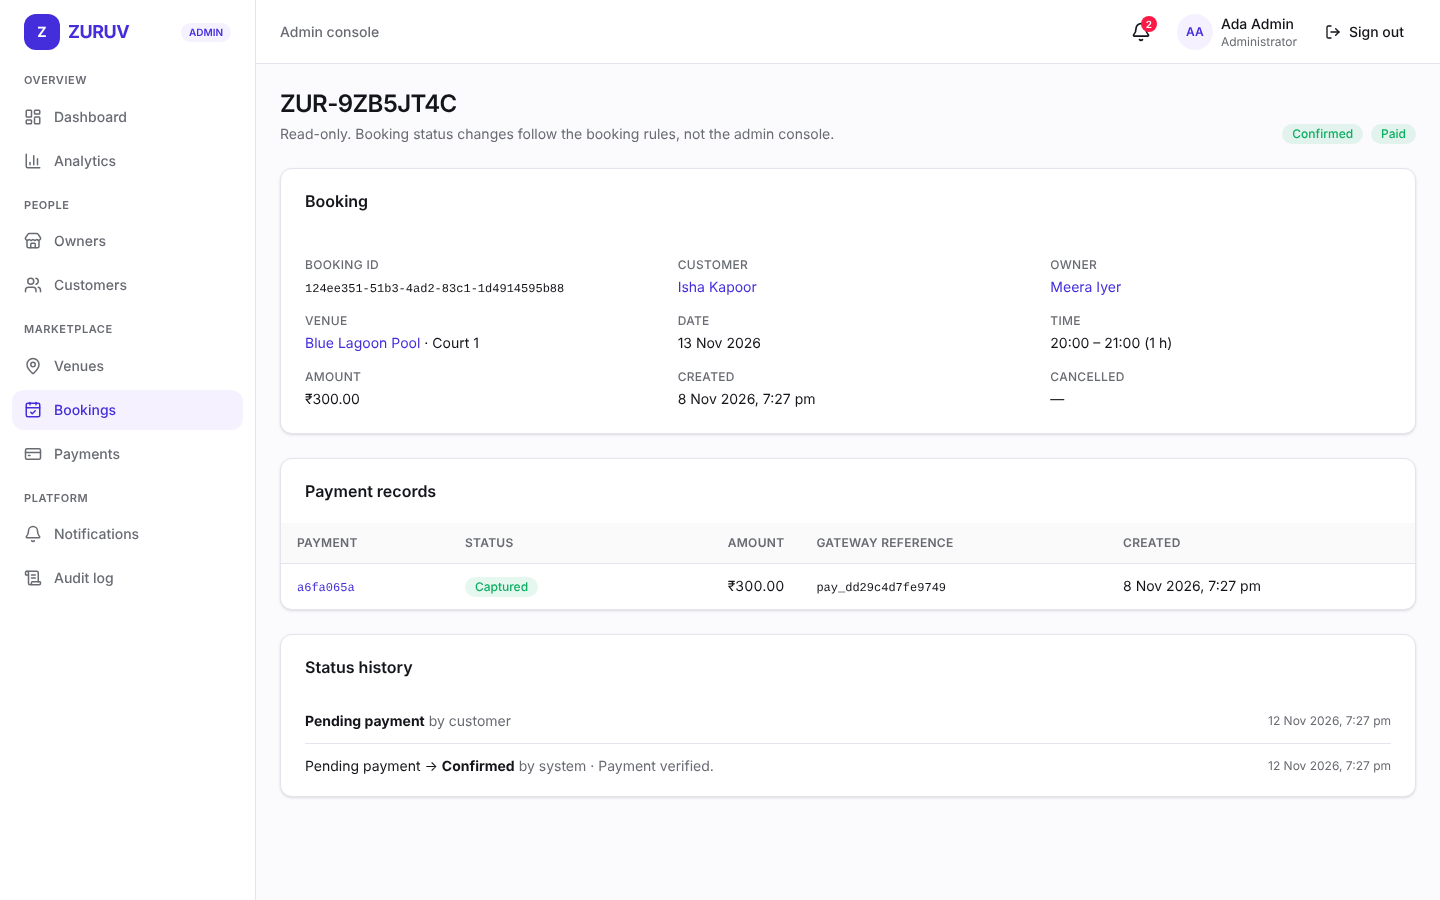 Z ZURUV ADMIN
OVERVIEW
Dashboard
Analytics
PEOPLE
Owners
Customers
MARKETPLACE
Venues
Bookings
Payments
PLATFORM
Notifications
Audit log
Admin console
2
AA
Ada Admin
Administrator
Sign out
ZUR-9ZB5JT4C
Read-only. Booking status changes follow the booking rules, not the admin console.
Confirmed Paid
Booking
BOOKING ID CUSTOMER OWNER
124ee351-51b3-4ad2-83c1-1d4914595b88 Isha Kapoor Meera Iyer
VENUE DATE TIME
Blue Lagoon Pool · Court 1 13 Nov 2026 20:00 – 21:00 (1 h)
AMOUNT CREATED CANCELLED
₹300.00 8 Nov 2026, 7:27 pm —
Payment records
PAYMENT STATUS AMOUNT GATEWAY REFERENCE CREATED
a6fa065a Captured ₹300.00 pay_dd29c4d7fe9749 8 Nov 2026, 7:27 pm
Status history
Pending payment by customer 12 Nov 2026, 7:27 pm
Pending payment → Confirmed by system · Payment verified. 12 Nov 2026, 7:27 pm